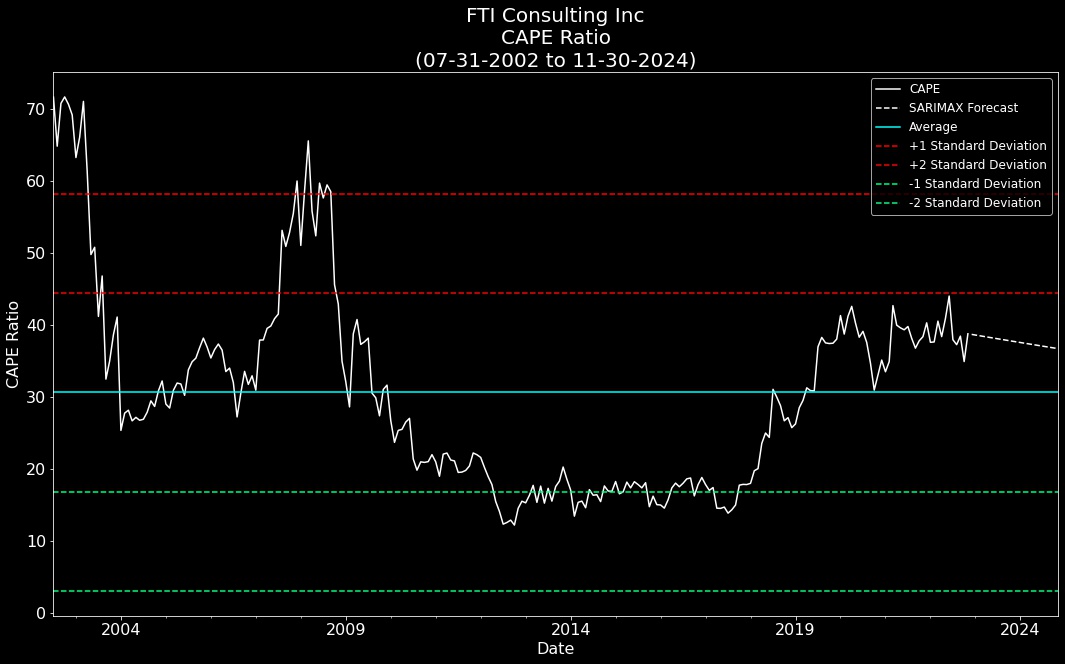 FTI Consulting Inc
CAPE Ratio
(07-31-2002 to 11-30-2024)
CAPE
SARIMAX Forecast
Average
+1 Standard Deviation
+2 Standard Deviation
-1 Standard Deviation
-2 Standard Deviation
CAPE Ratio
70
60
50
40
30
20
10
0
2004
2009
2014
2019
2024
Date